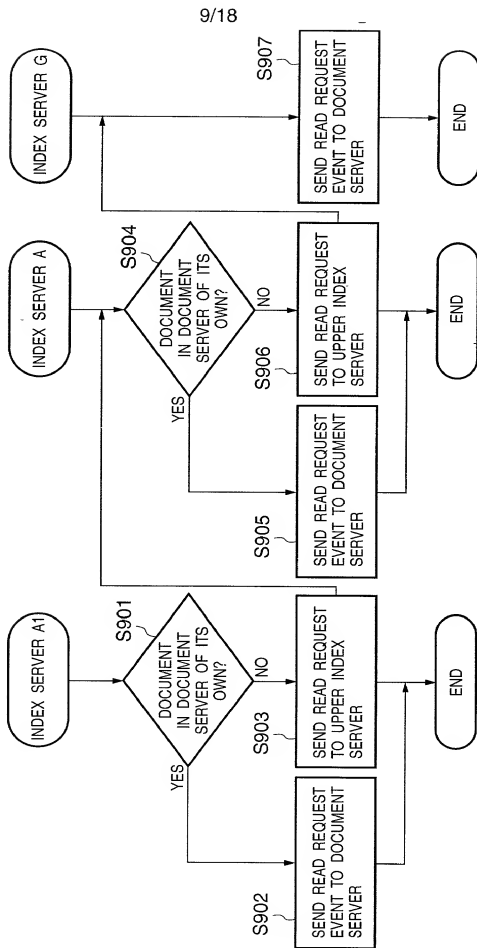 9/18
INDEX SERVER A1
S901
DOCUMENT
IN DOCUMENT
SERVER OF ITS
OWN?
YES
NO
S902
SEND READ REQUEST
EVENT TO DOCUMENT
SERVER
S903
SEND READ REQUEST
TO UPPER INDEX
SERVER
END
INDEX SERVER A
S904
DOCUMENT
IN DOCUMENT
SERVER OF ITS
OWN?
YES
NO
S905
SEND READ REQUEST
EVENT TO DOCUMENT
SERVER
S906
SEND READ REQUEST
TO UPPER INDEX
SERVER
END
INDEX SERVER G
S907
SEND READ REQUEST
EVENT TO DOCUMENT
SERVER
END